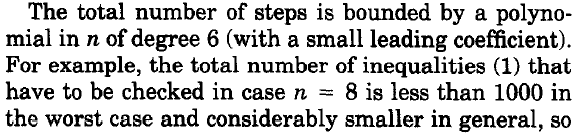 The total number of steps is bounded by a polyno-
mial in n of degree 6 (with a small leading coefficient).
For example, the total number of inequalities (1) that
have to be checked in case n = 8 is less than 1000 in
the worst case and considerably smaller in general, so